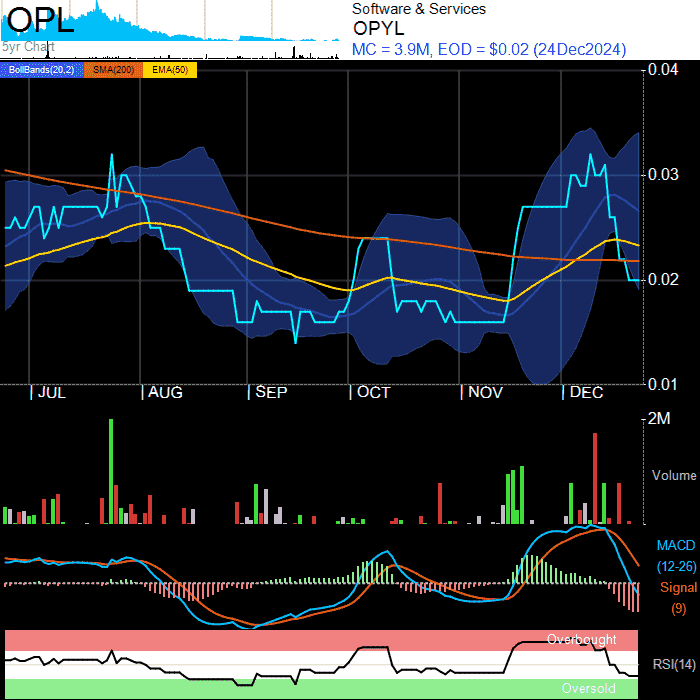 OPL
5yr Chart
Software & Services
OPYL
MC = 3.9M, EOD = $0.02 (24Dec2024)
BollBands(20,2) SMA(200) EMA(50)
0.04
0.03
0.02
0.01
JUL AUG SEP OCT NOV DEC
2M
Volume
MACD
(12-26)
Signal
(9)
Overbought
RSI(14)
Oversold